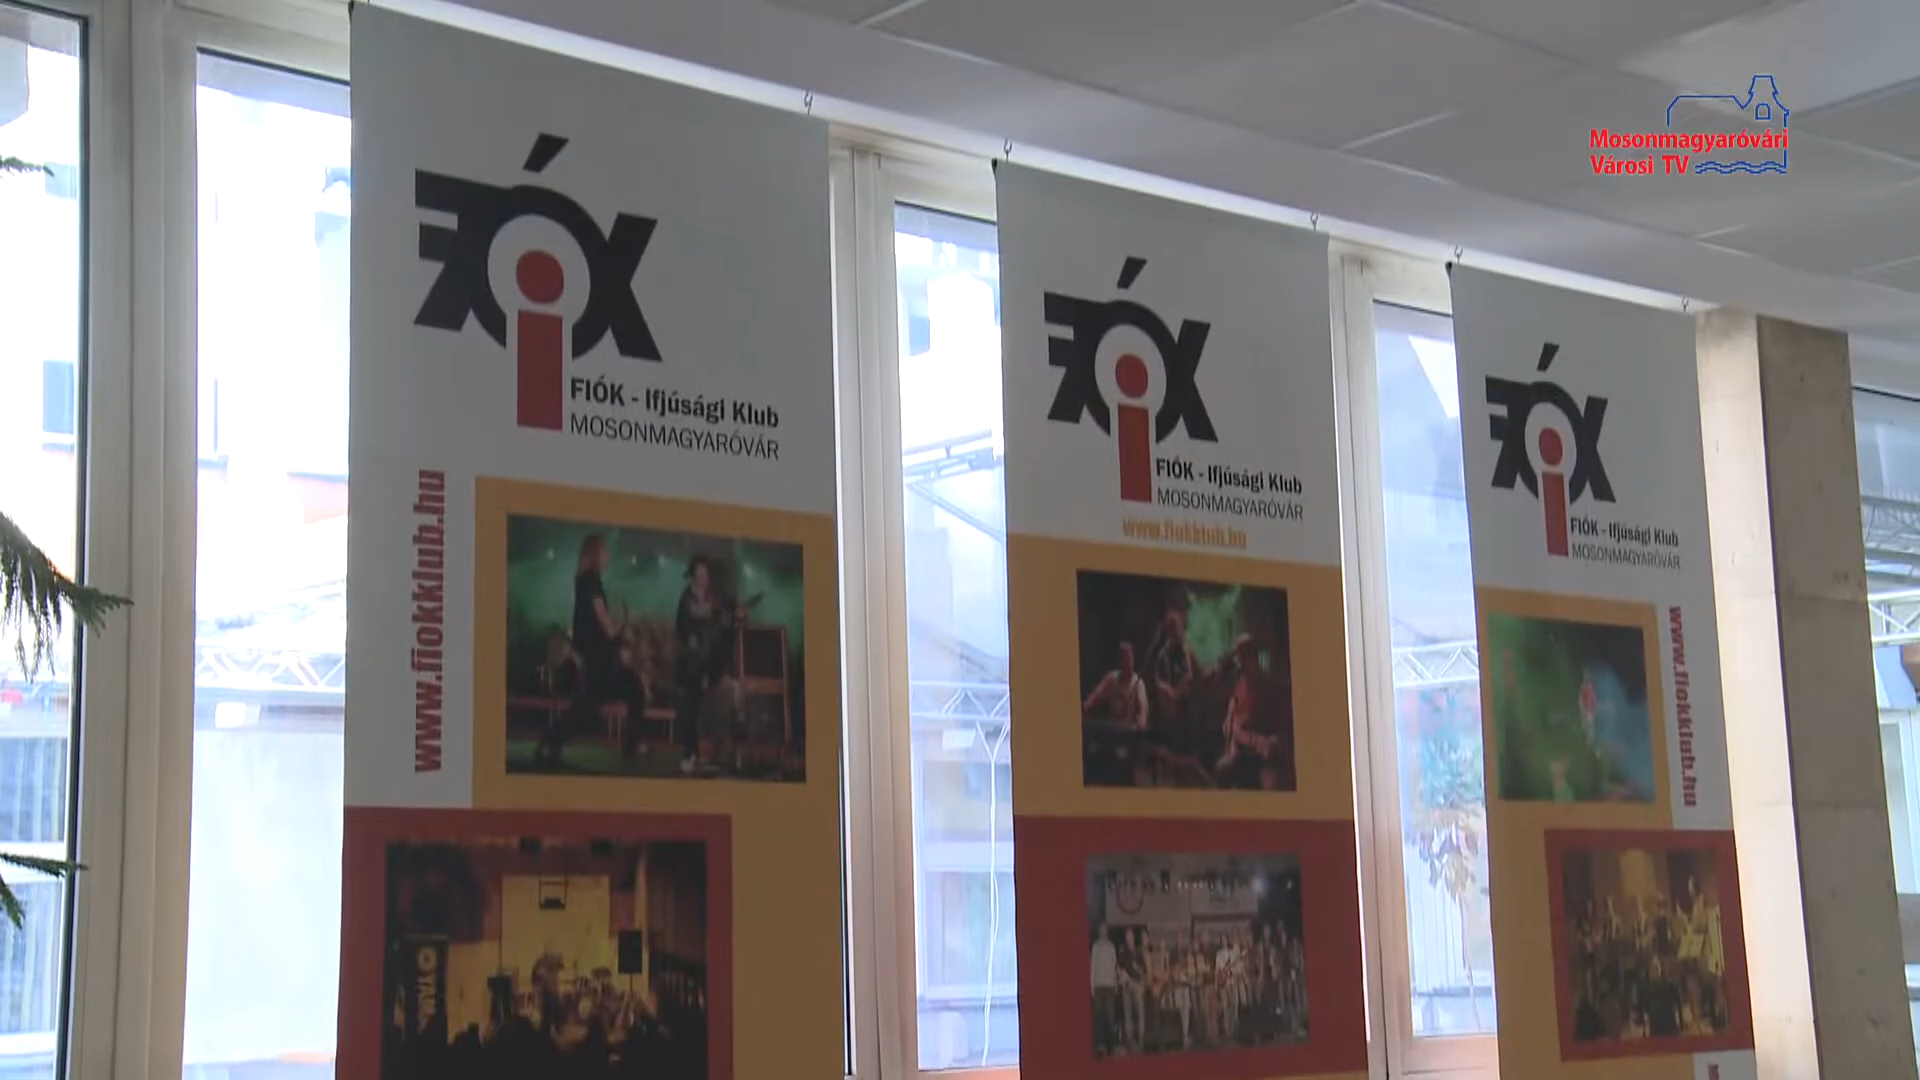 Mosonmagyaróvári
Városi TV
FIÓK
FIÓK - Ifjúsági Klub
MOSONMAGYARÓVÁR
www.fiokklub.hu
FIÓK
FIÓK - Ifjúsági Klub
MOSONMAGYARÓVÁR
www.fiokklub.hu
FIÓK
FIÓK - Ifjúsági Klub
MOSONMAGYARÓVÁR
www.fiokklub.hu